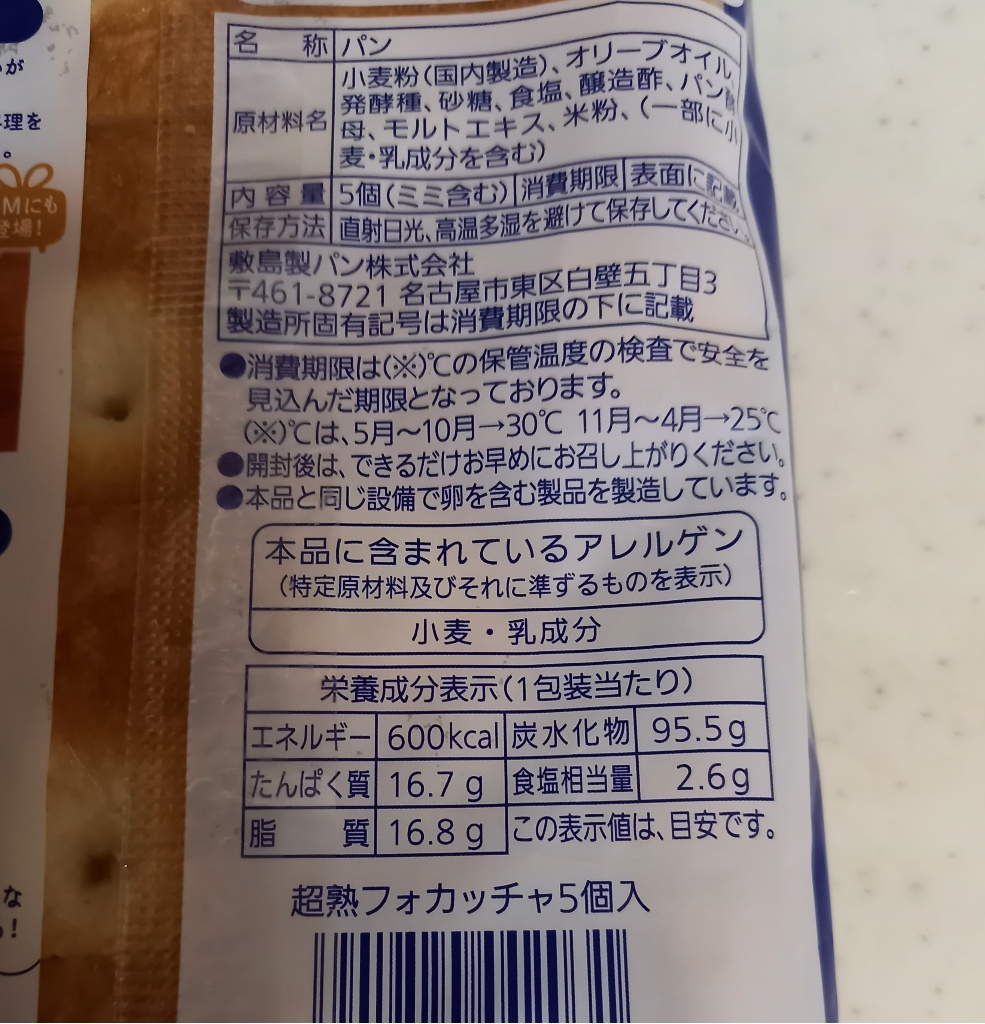 が
理を
。
Mにも
登場!
名 称 パン
原材料名 小麦粉(国内製造)、オリーブオイル、
発酵種、砂糖、食塩、醸造酢、パン酵
母、モルトエキス、米粉、(一部に小
麦・乳成分を含む)
内容量 5個(ミミ含む) 消費期限 表面に記載
保存方法 直射日光、高温多湿を避けて保存してください。
敷島製パン株式会社
〒461-8721 名古屋市東区白壁五丁目3
製造所固有記号は消費期限の下に記載
●消費期限は(※)℃の保管温度の検査で安全を
見込んだ期限となっております。
(※)℃は、5月〜10月→30℃ 11月〜4月→25℃
●開封後は、できるだけお早めにお召し上がりください。
●本品と同じ設備で卵を含む製品を製造しています。
本品に含まれているアレルゲン
(特定原材料及びそれに準ずるものを表示)
小麦・乳成分
栄養成分表示(1包装当たり)
エネルギー 600kcal 炭水化物 95.5g
たんぱく質 16.7g 食塩相当量 2.6g
脂 質 16.8g この表示値は、目安です。
な
!
超熟フォカッチャ5個入